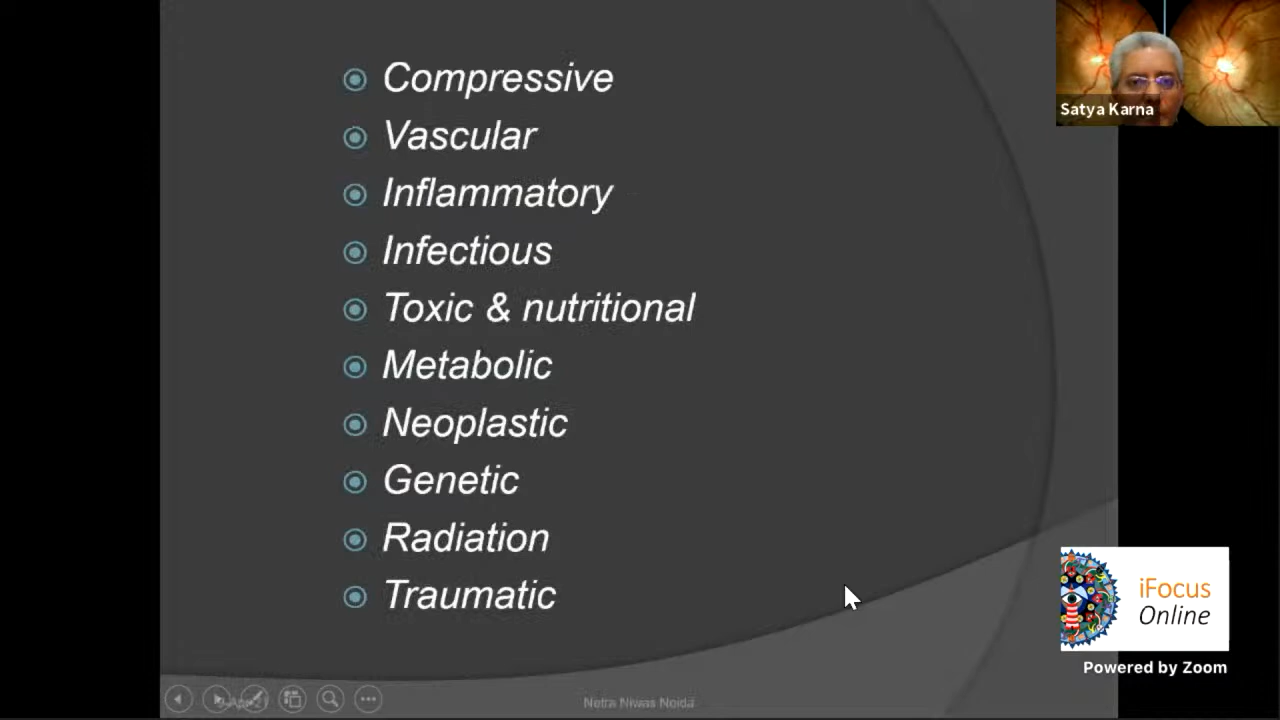 Compressive
Vascular
Inflammatory
Infectious
Toxic & nutritional
Metabolic
Neoplastic
Genetic
Radiation
Traumatic
Satya Karna
iFocus
Online
Powered by Zoom
Netra Niwas Noida